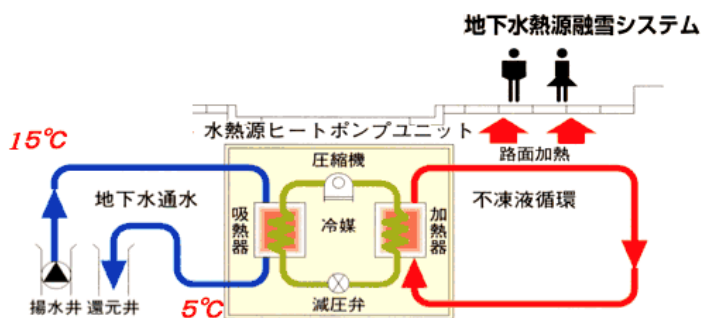 地下水熱源融雪システム
水熱源ヒートポンプユニット
15℃
路面加熱
圧縮機
地下水通水
吸熱器
冷媒
加熱器
不凍液循環
揚水井
還元井
5℃
減圧弁